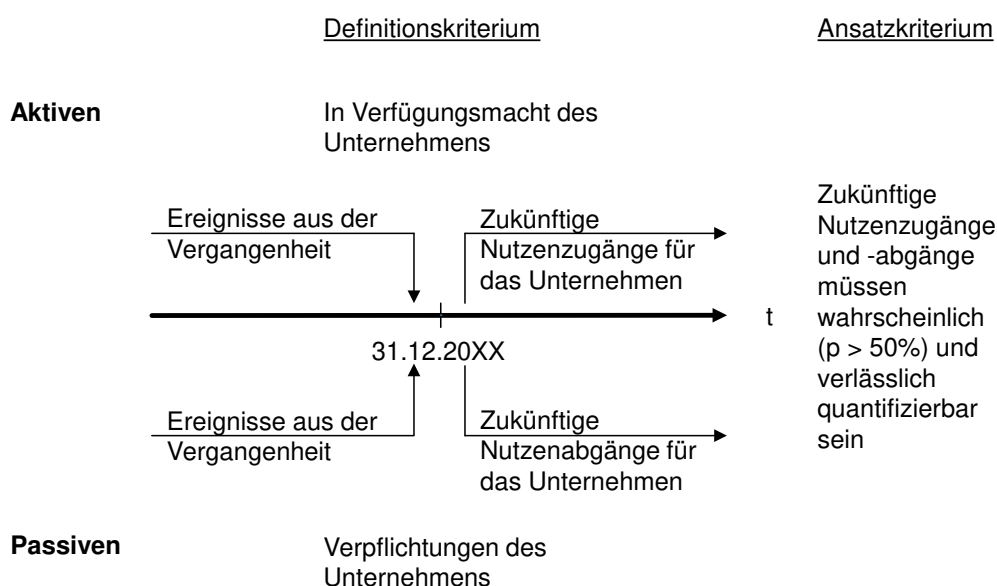 Definitionskriterium
Ansatzkriterium
Aktiven
In Verfügungsmacht des
Unternehmens
Ereignisse aus der
Vergangenheit
Zukünftige
Nutzenzugänge für
das Unternehmen
Zukünftige
Nutzenzugänge
und -abgänge
müssen
wahrscheinlich
(p > 50%) und
verlässlich
quantifizierbar
sein
t
31.12.20XX
Ereignisse aus der
Vergangenheit
Zukünftige
Nutzenabgänge für
das Unternehmen
Passiven
Verpflichtungen des
Unternehmens